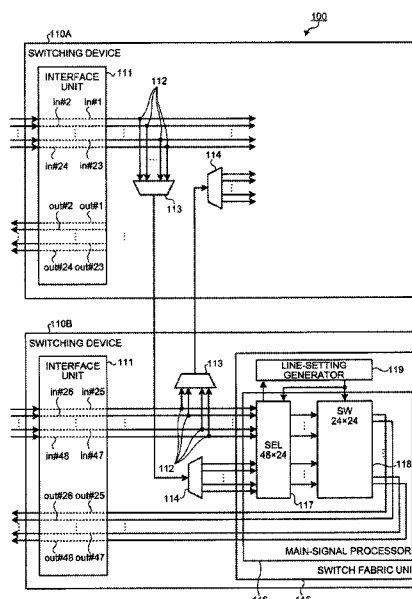 100
110A
SWITCHING DEVICE
INTERFACE UNIT
111
112
in#2 in#1
in#24 in#23
114
113
out#2 out#1
out#24 out#23
110B
SWITCHING DEVICE
INTERFACE UNIT
111
113
LINE-SETTING GENERATOR
119
in#26 in#25
SW
24×24
SEL
48×24
in#48 in#47
112
114
117
118
out#26 out#25
out#48 out#47
MAIN-SIGNAL PROCESSOR
SWITCH FABRIC UNIT